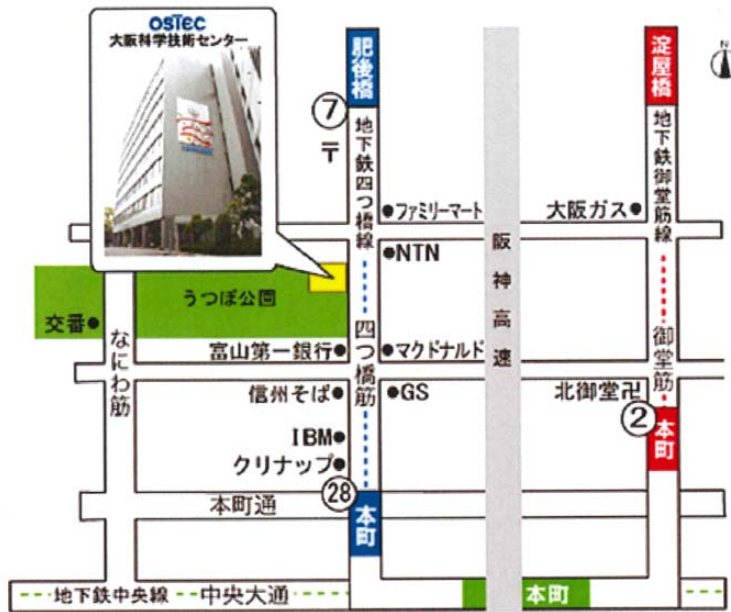 OSTEC
大阪科学技術センター
肥後橋
淀屋橋
7
〒
地下鉄四つ橋線
地下鉄御堂筋線
ファミリーマート
大阪ガス
NTN
阪神高速
うつぼ公園
交番
なにわ筋
富山第一銀行
マクドナルド
四つ橋筋
御堂筋
信州そば
GS
北御堂卍
2
本町
IBM
クリナップ
28
本町通
本町
地下鉄中央線
中央大通
本町